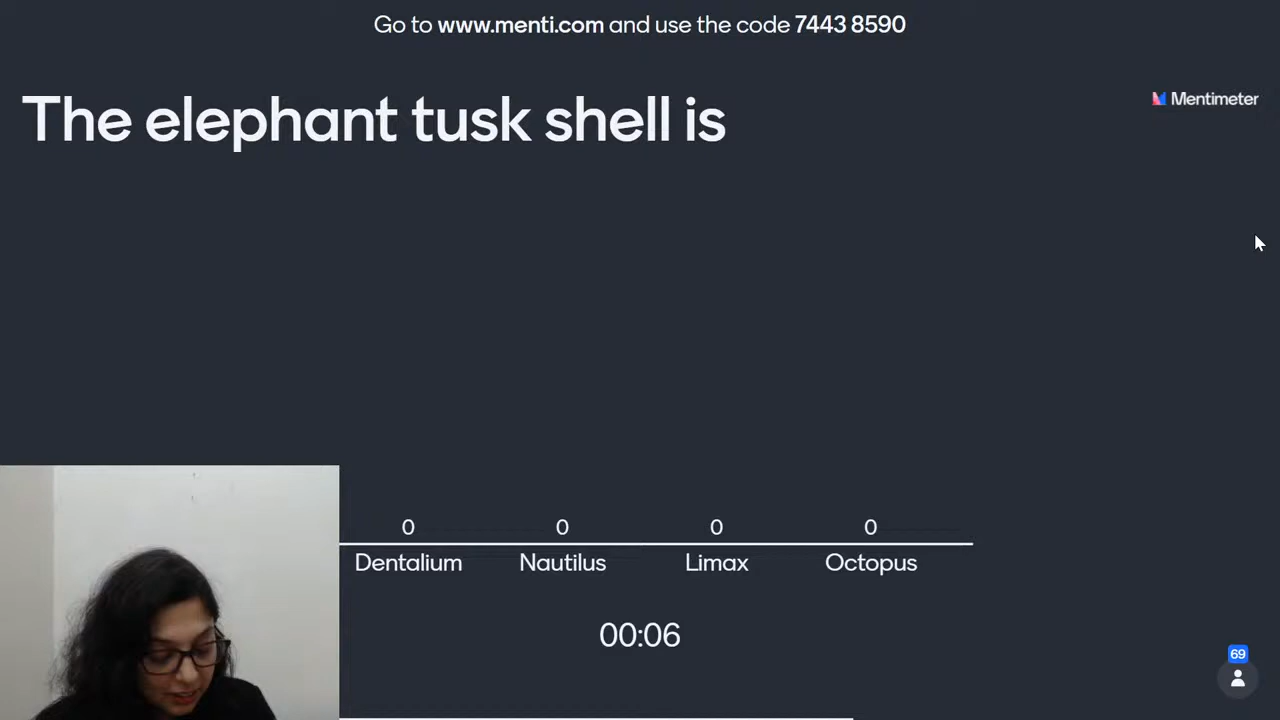 Go to www.menti.com and use the code 7443 8590
Mentimeter
The elephant tusk shell is
0 0 0 0
Dentalium Nautilus Limax Octopus
00:06
69